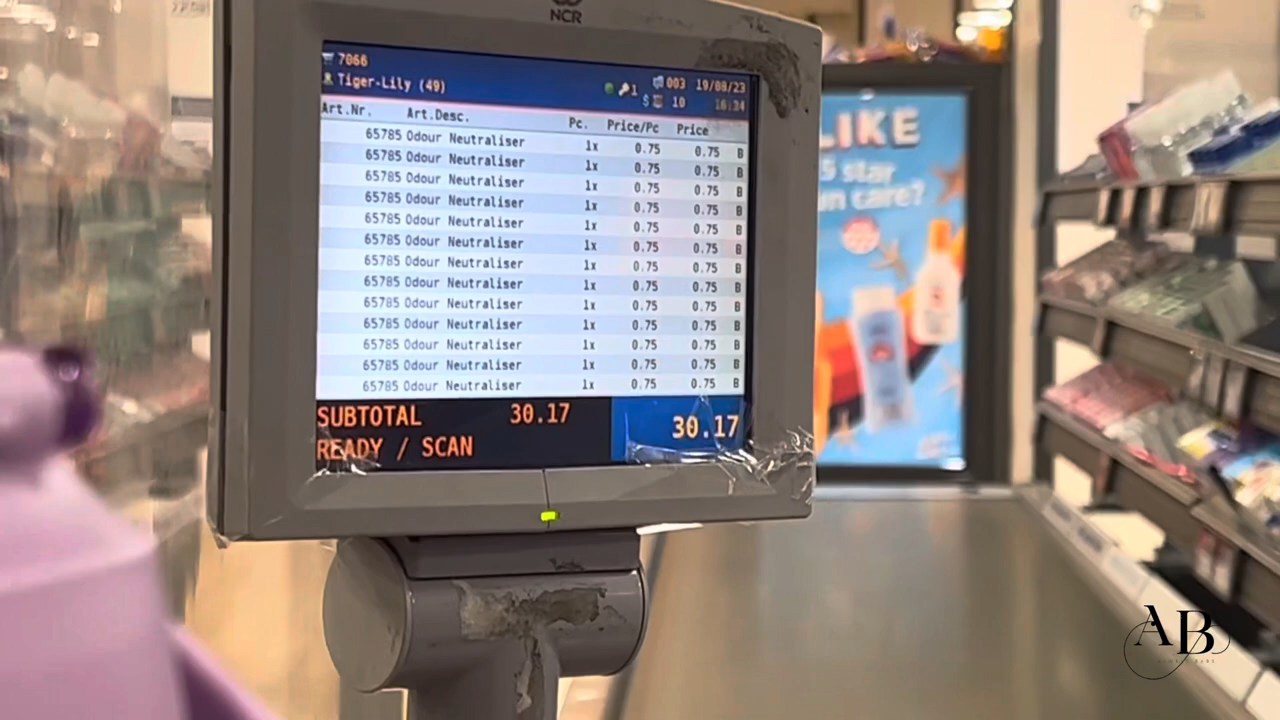 NCR
7066
Tiger-Lily (49) 1 003 19/08/23
$ 10 16:34
Art.Nr. Art.Desc. Pc. Price/Pc Price
65785 Odour Neutraliser 1x 0.75 0.75 B
65785 Odour Neutraliser 1x 0.75 0.75 B
65785 Odour Neutraliser 1x 0.75 0.75 B
65785 Odour Neutraliser 1x 0.75 0.75 B
65785 Odour Neutraliser 1x 0.75 0.75 B
65785 Odour Neutraliser 1x 0.75 0.75 B
65785 Odour Neutraliser 1x 0.75 0.75 B
65785 Odour Neutraliser 1x 0.75 0.75 B
65785 Odour Neutraliser 1x 0.75 0.75 B
65785 Odour Neutraliser 1x 0.75 0.75 B
65785 Odour Neutraliser 1x 0.75 0.75 B
65785 Odour Neutraliser 1x 0.75 0.75 B
65785 Odour Neutraliser 1x 0.75 0.75 B
SUBTOTAL 30.17 30.17
READY / SCAN
LIKE
5 star
in care?
AB